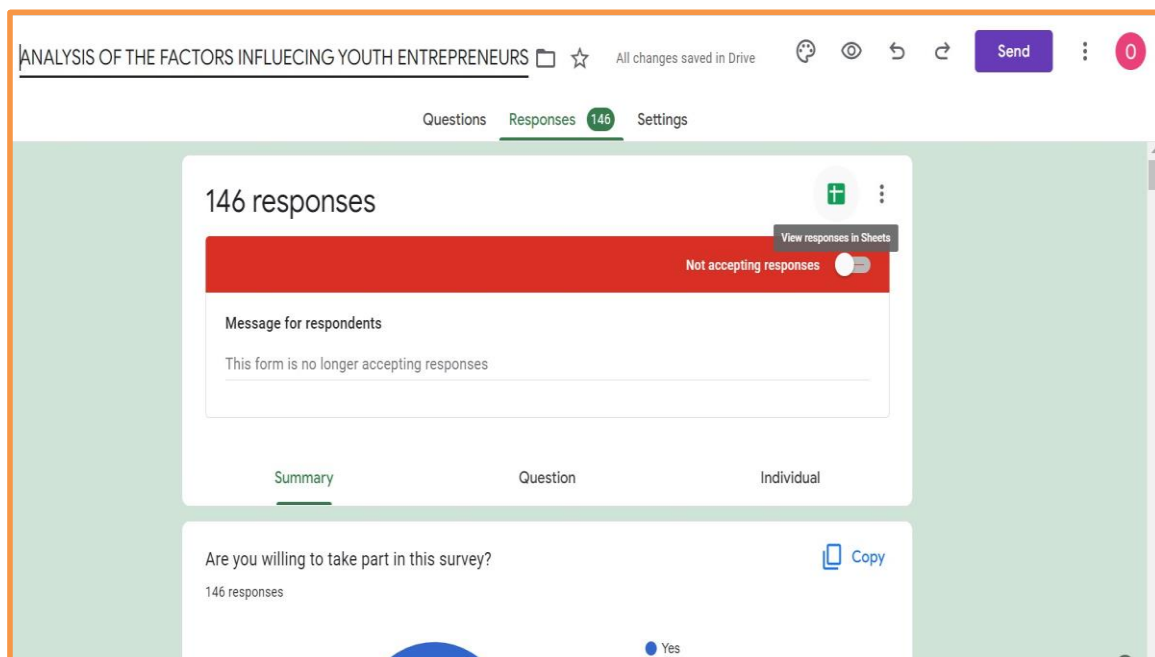 ANALYSIS OF THE FACTORS INFLUECING YOUTH ENTREPRENEURS
All changes saved in Drive
Send
O
Questions
Responses 146
Settings
146 responses
View responses in Sheets
Not accepting responses
Message for respondents
This form is no longer accepting responses
Summary
Question
Individual
Are you willing to take part in this survey?
Copy
146 responses
Yes